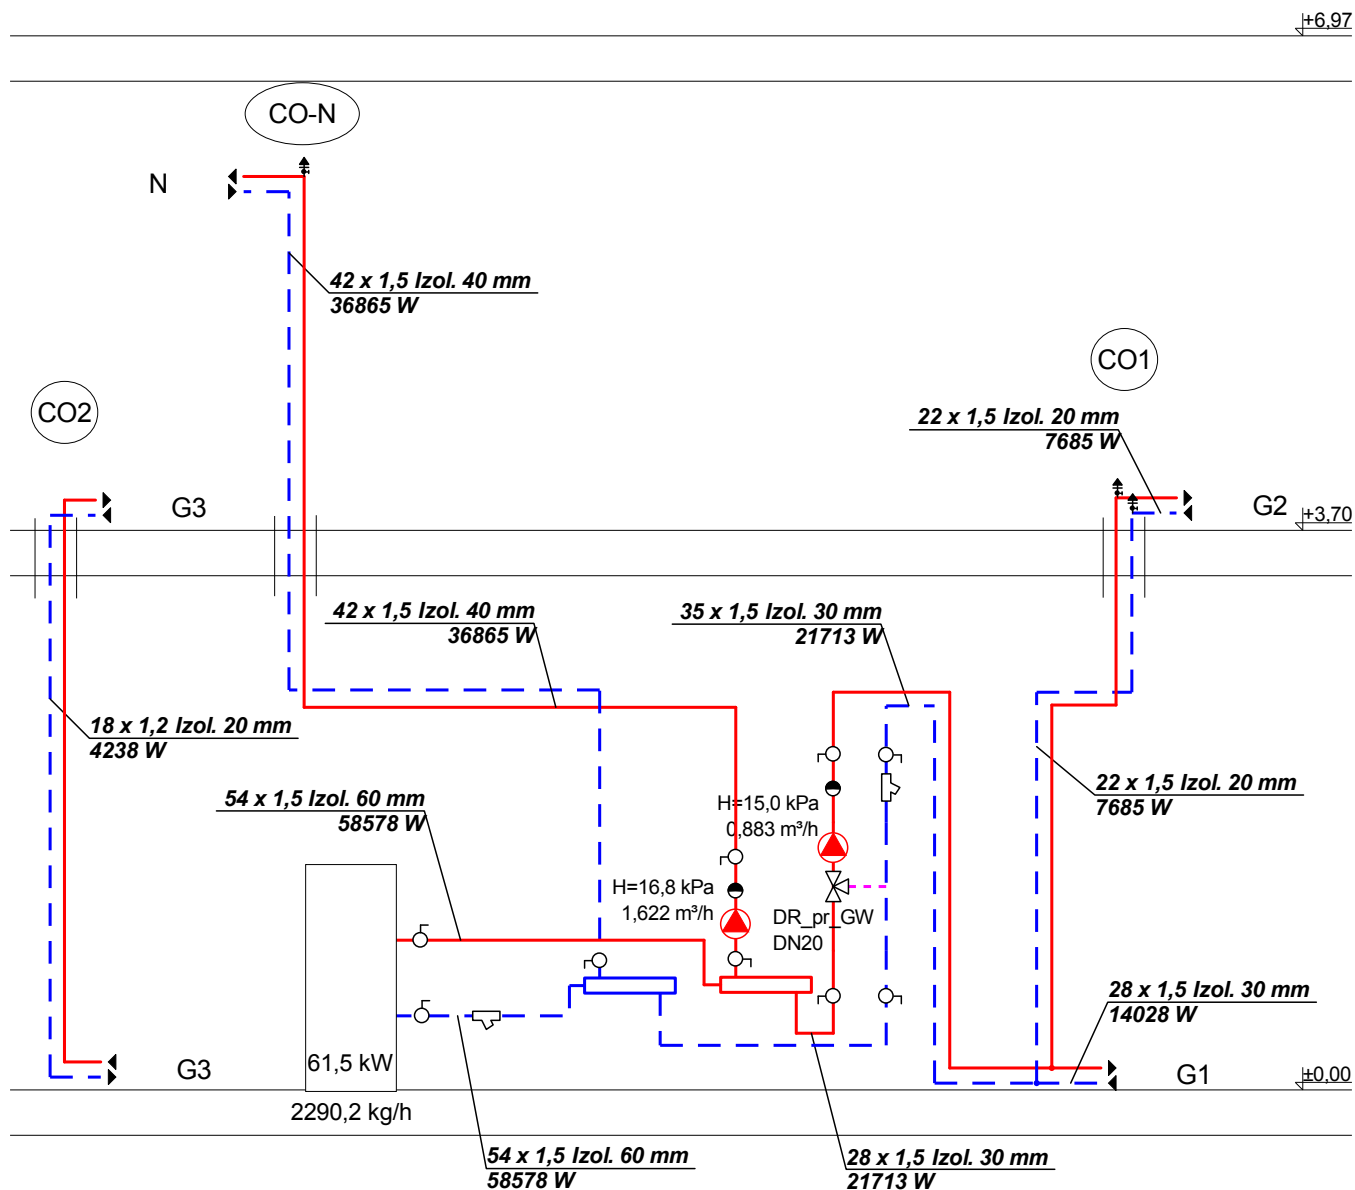 +6,97
CO-N
N
42 x 1,5 Izol. 40 mm
36865 W
CO1
CO2
22 x 1,5 Izol. 20 mm
7685 W
G3
G2
+3,70
42 x 1,5 Izol. 40 mm
36865 W
35 x 1,5 Izol. 30 mm
21713 W
18 x 1,2 Izol. 20 mm
4238 W
22 x 1,5 Izol. 20 mm
7685 W
54 x 1,5 Izol. 60 mm
58578 W
H=15,0 kPa
0,883 m³/h
H=16,8 kPa
1,622 m³/h
DR_pr_GW
DN20
28 x 1,5 Izol. 30 mm
14028 W
61,5 kW
G3
G1
±0,00
2290,2 kg/h
54 x 1,5 Izol. 60 mm
58578 W
28 x 1,5 Izol. 30 mm
21713 W